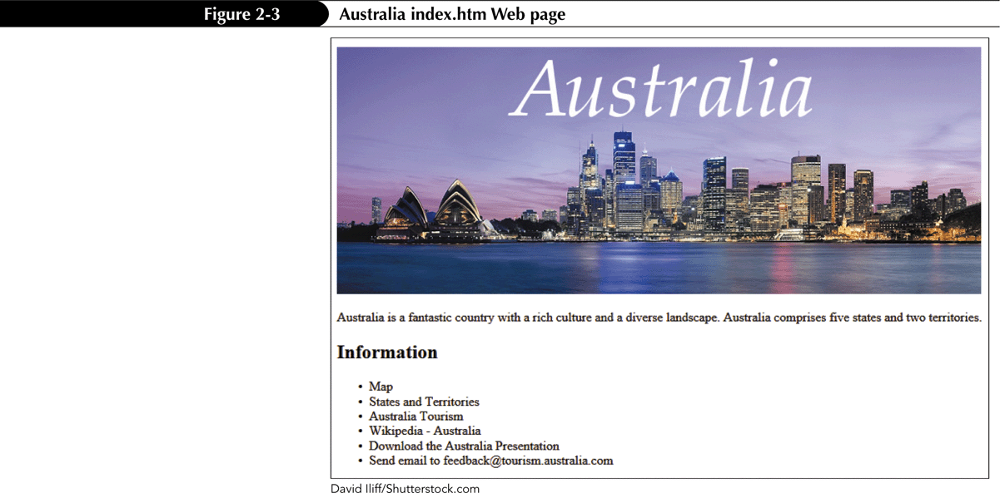 Figure 2-3 Australia index.htm Web page
Australia
Australia is a fantastic country with a rich culture and a diverse landscape. Australia comprises five states and two territories.
Information
• Map
• States and Territories
• Australia Tourism
• Wikipedia - Australia
• Download the Australia Presentation
• Send email to feedback@tourism.australia.com
David Iliff/Shutterstock.com